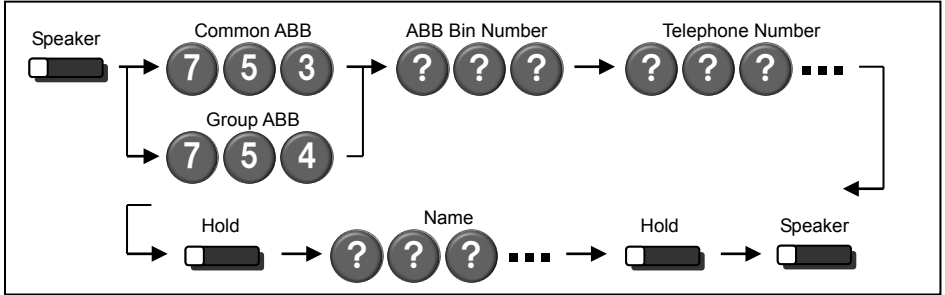 Speaker
Common ABB
ABB Bin Number
Telephone Number
7 5 3
? ? ?
? ? ?
Group ABB
7 5 4
Hold
Name
Hold
Speaker
? ? ?